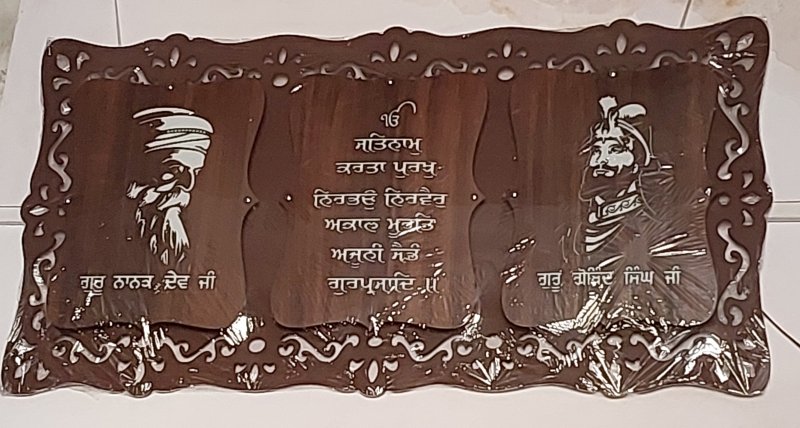 ੴ
ਸਤਿਨਾਮੁ
ਕਰਤਾ ਪੁਰਖੁ
ਨਿਰਭਉ ਨਿਰਵੈਰੁ
ਅਕਾਲ ਮੂਰਤਿ
ਅਜੂਨੀ ਸੈਭੰ
ਗੁਰਪ੍ਰਸਾਦਿ ॥
ਗੁਰੂ ਨਾਨਕ ਦੇਵ ਜੀ
ਗੁਰੂ ਗੋਬਿੰਦ ਸਿੰਘ ਜੀ